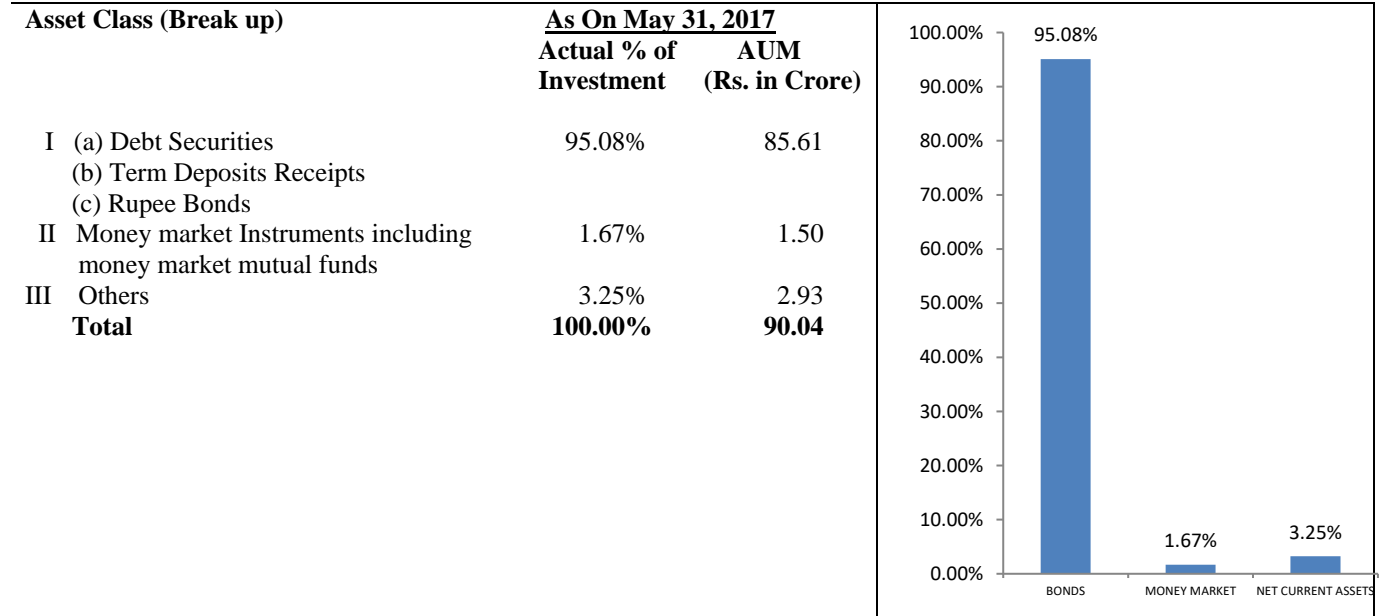 Asset Class (Break up) As On May 31, 2017
Actual % of AUM
Investment (Rs. in Crore)
I (a) Debt Securities 95.08% 85.61
(b) Term Deposits Receipts
(c) Rupee Bonds
II Money market Instruments including 1.67% 1.50
money market mutual funds
III Others 3.25% 2.93
Total 100.00% 90.04
100.00%
90.00%
80.00%
70.00%
60.00%
50.00%
40.00%
30.00%
20.00%
10.00%
0.00%
95.08%
1.67%
3.25%
BONDS MONEY MARKET NET CURRENT ASSETS